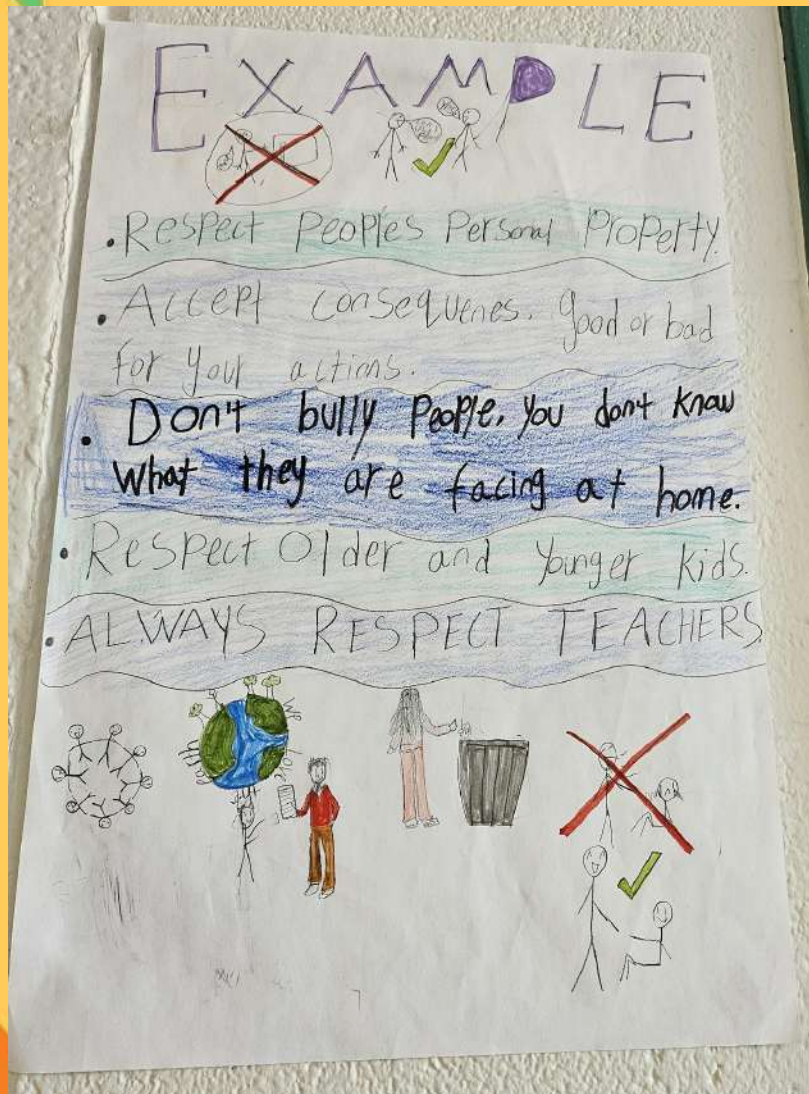 EXAMPLE
• Respect Peoples Personal Property.
• Accept consequenes. good or bad
for your actions.
• Don't bully People, you don't know
what they are facing at home.
• Respect Older and younger kids.
• ALWAYS RESPECT TEACHERS